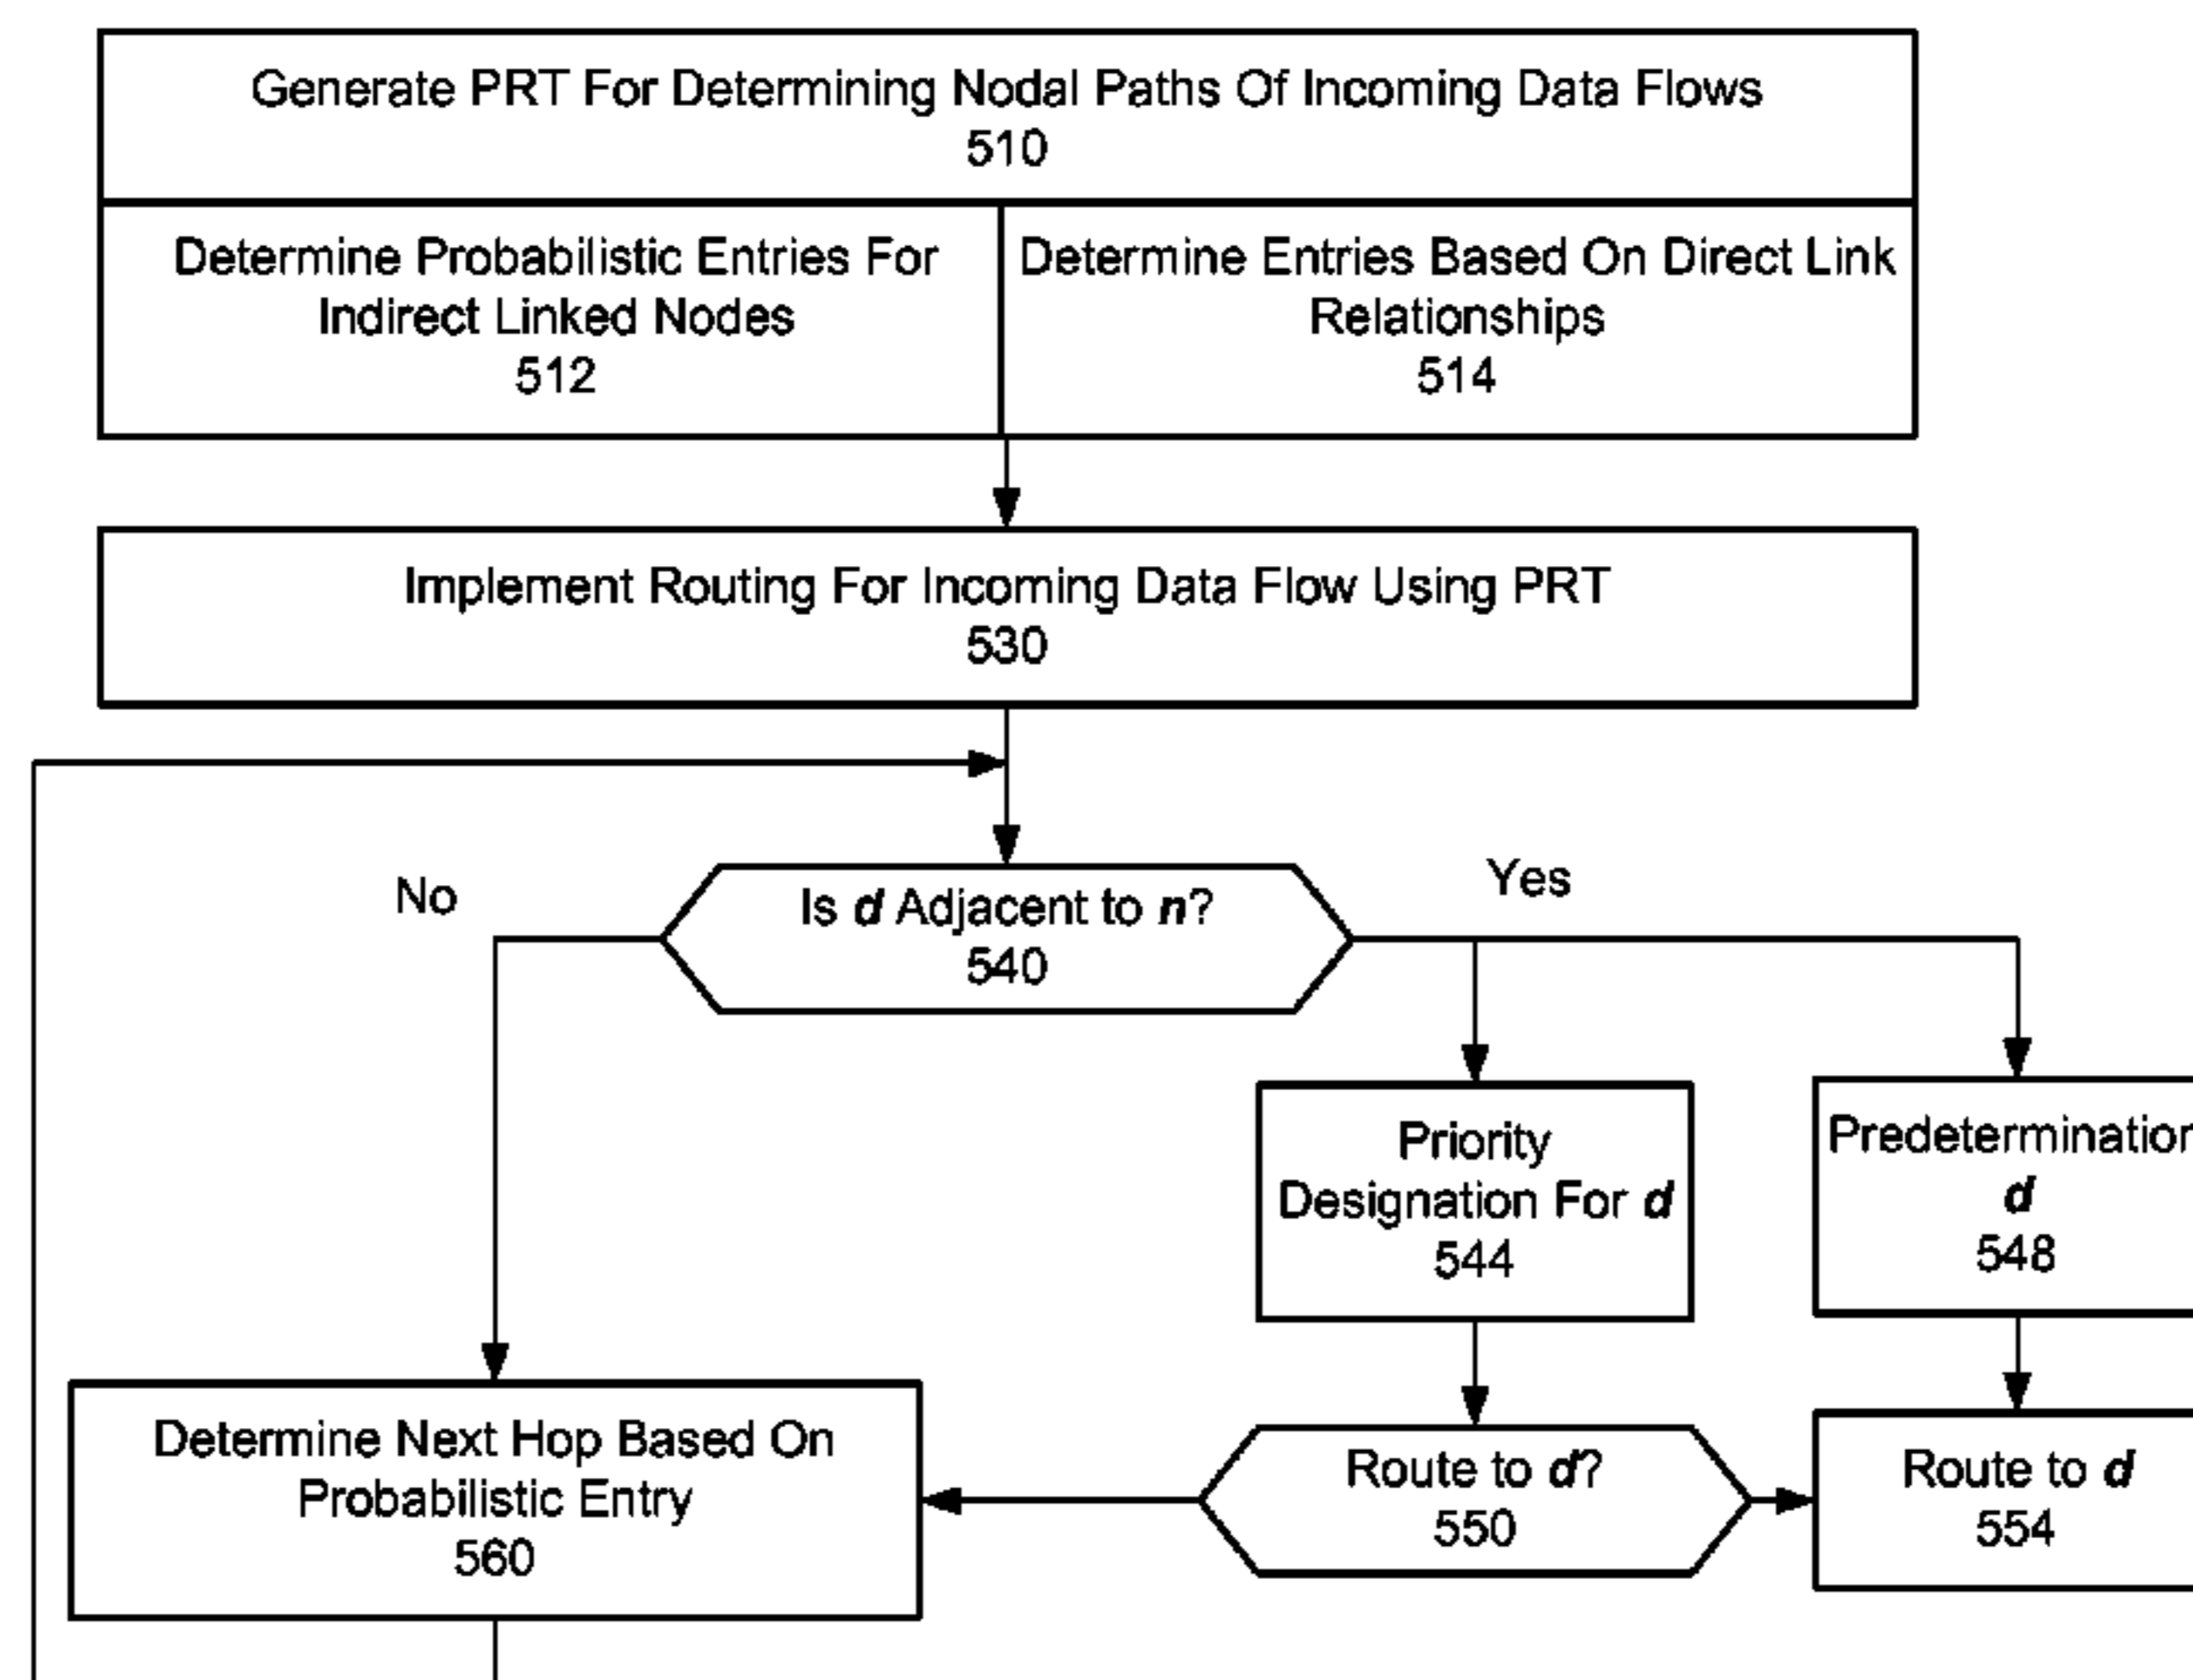 Generate PRT For Determining Nodal Paths Of Incoming Data Flows
510
Determine Probabilistic Entries For
Indirect Linked Nodes
512
Determine Entries Based On Direct Link
Relationships
514
Implement Routing For Incoming Data Flow Using PRT
530
No
Is d Adjacent to n?
540
Yes
Priority
Designation For d
544
Predetermination
d
548
Determine Next Hop Based On
Probabilistic Entry
560
Route to d?
550
Route to d
554